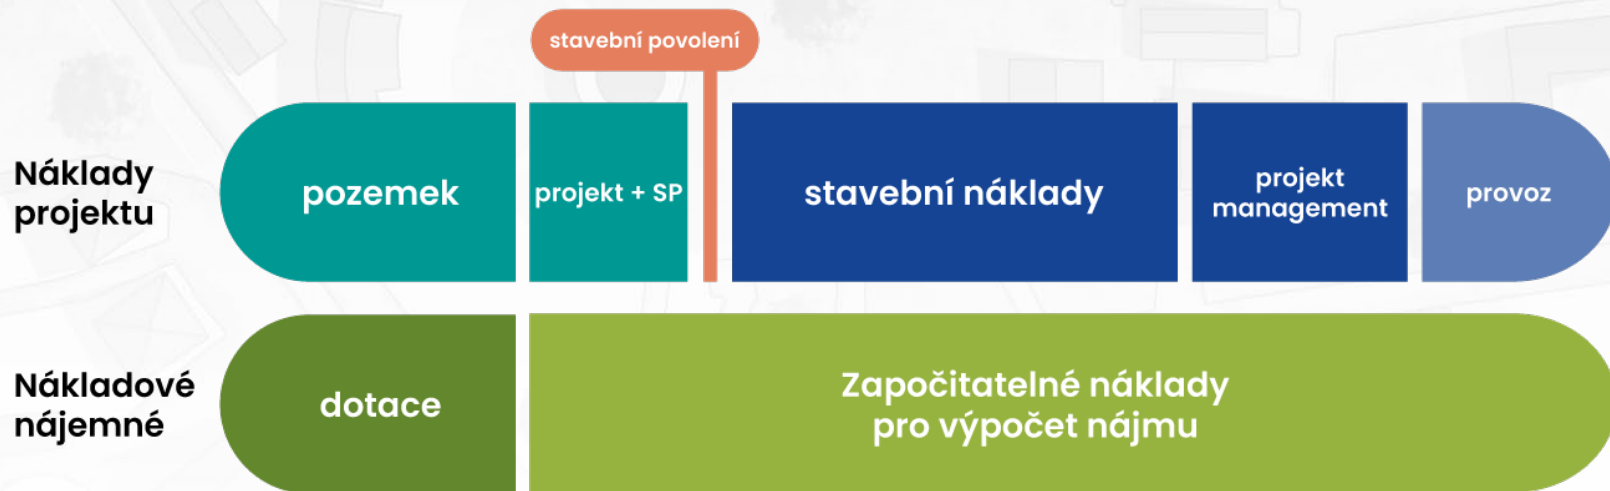 stavební povolení
Náklady
projektu
pozemek
projekt + SP
stavební náklady
projekt
management
provoz
Nákladové
nájemné
dotace
Započitatelné náklady
pro výpočet nájmu